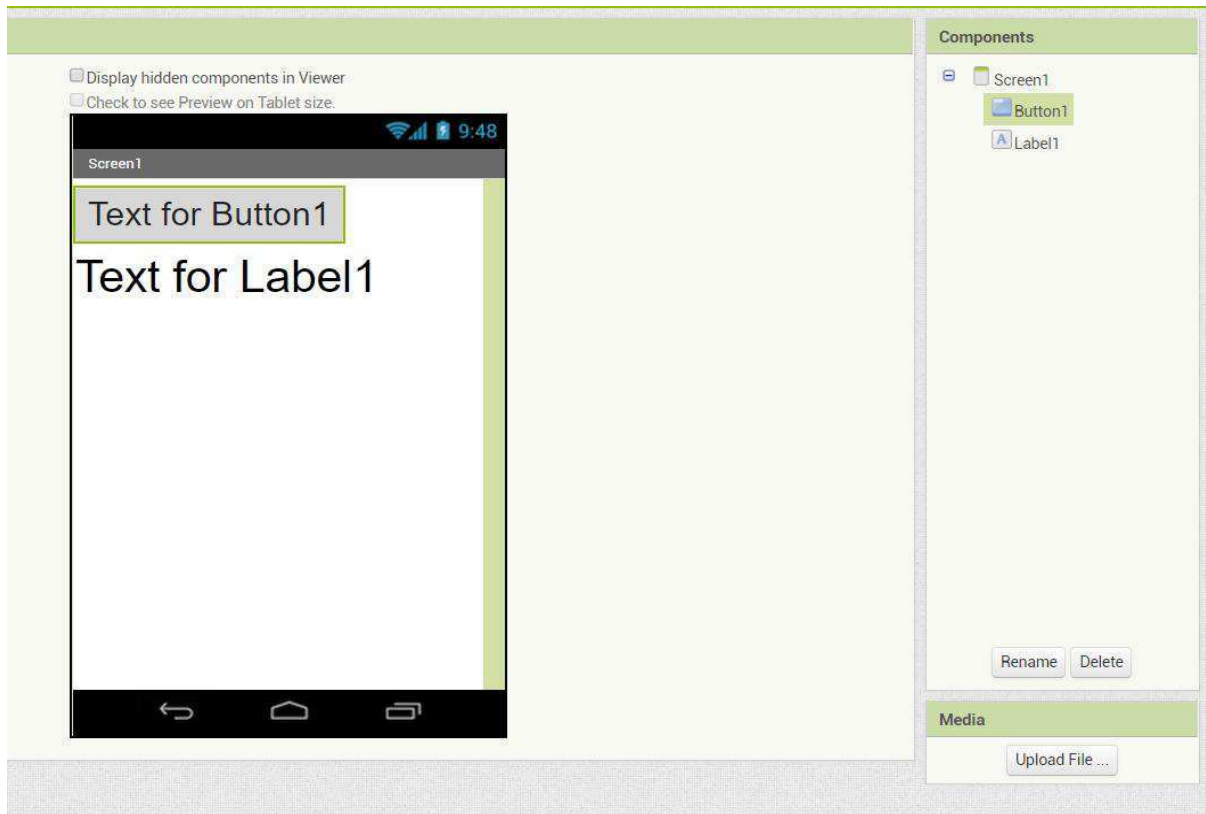 Components
Display hidden components in Viewer
Check to see Preview on Tablet size.
9:48
Screen1
Text for Button1
Text for Label1
Screen1
Button1
A Label1
Rename Delete
Media
Upload File ...